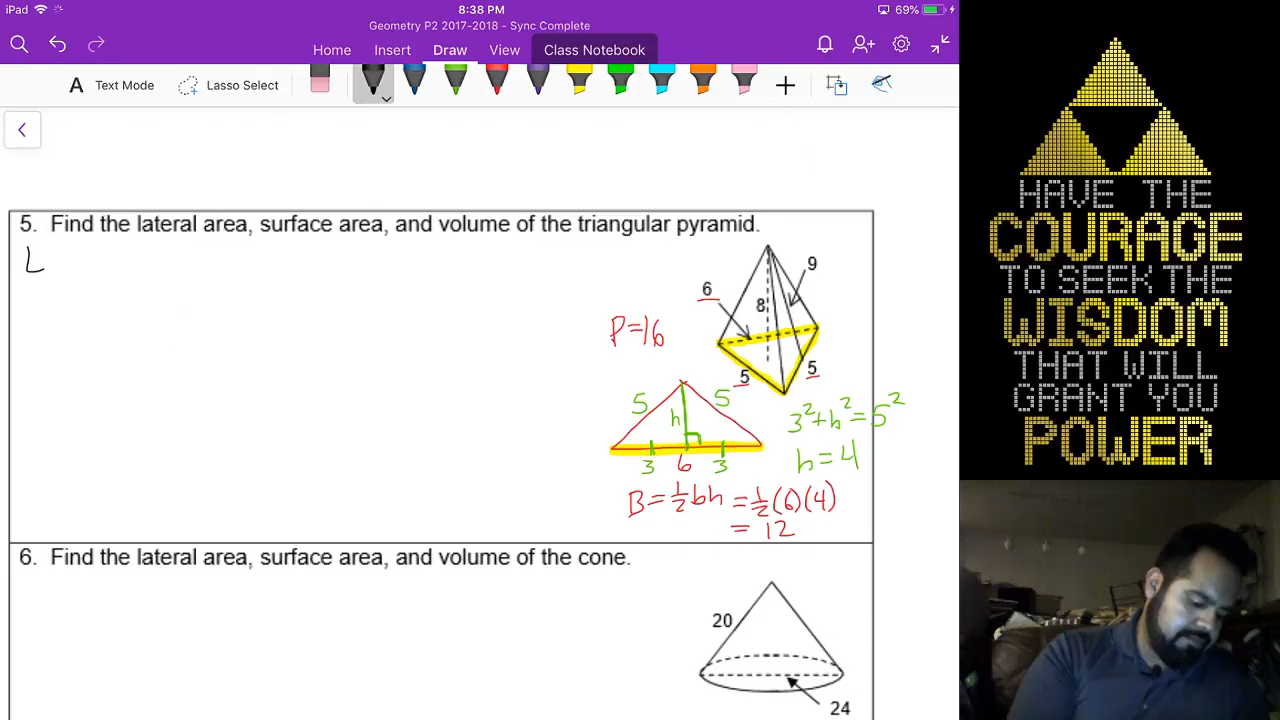 iPad 8:38 PM 69%
Geometry P2 2017-2018 - Sync Complete
Home Insert Draw View Class Notebook
A Text Mode Lasso Select
5. Find the lateral area, surface area, and volume of the triangular pyramid.
L
9
6
8
P=16
5
5
5 5
h
3 6 3
3²+h²=5²
h=4
B=½bh =½(6)(4)
= 12
6. Find the lateral area, surface area, and volume of the cone.
20
24
HAVE THE
COURAGE
TO SEEK THE
WISDOM
THAT WILL
GRANT YOU
POWER